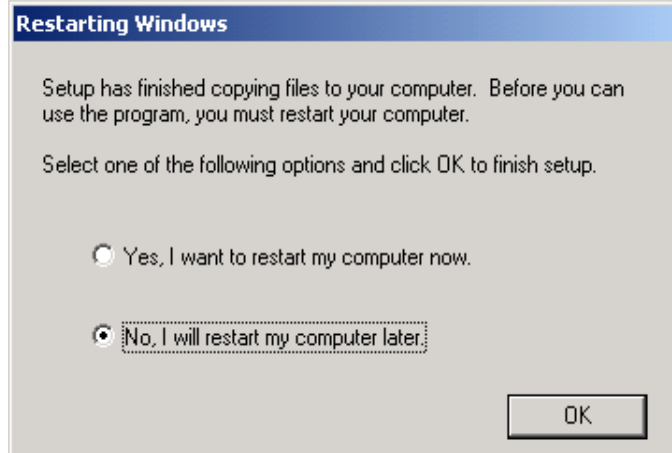 Restarting Windows
Setup has finished copying files to your computer.  Before you can
use the program, you must restart your computer.
Select one of the following options and click OK to finish setup.
Yes, I want to restart my computer now.
No, I will restart my computer later.
OK